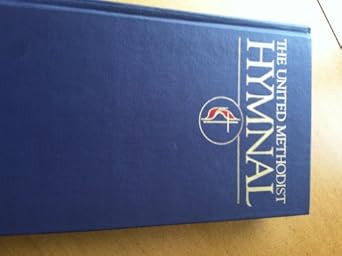 THE UNITED METHODIST
HYMNAL